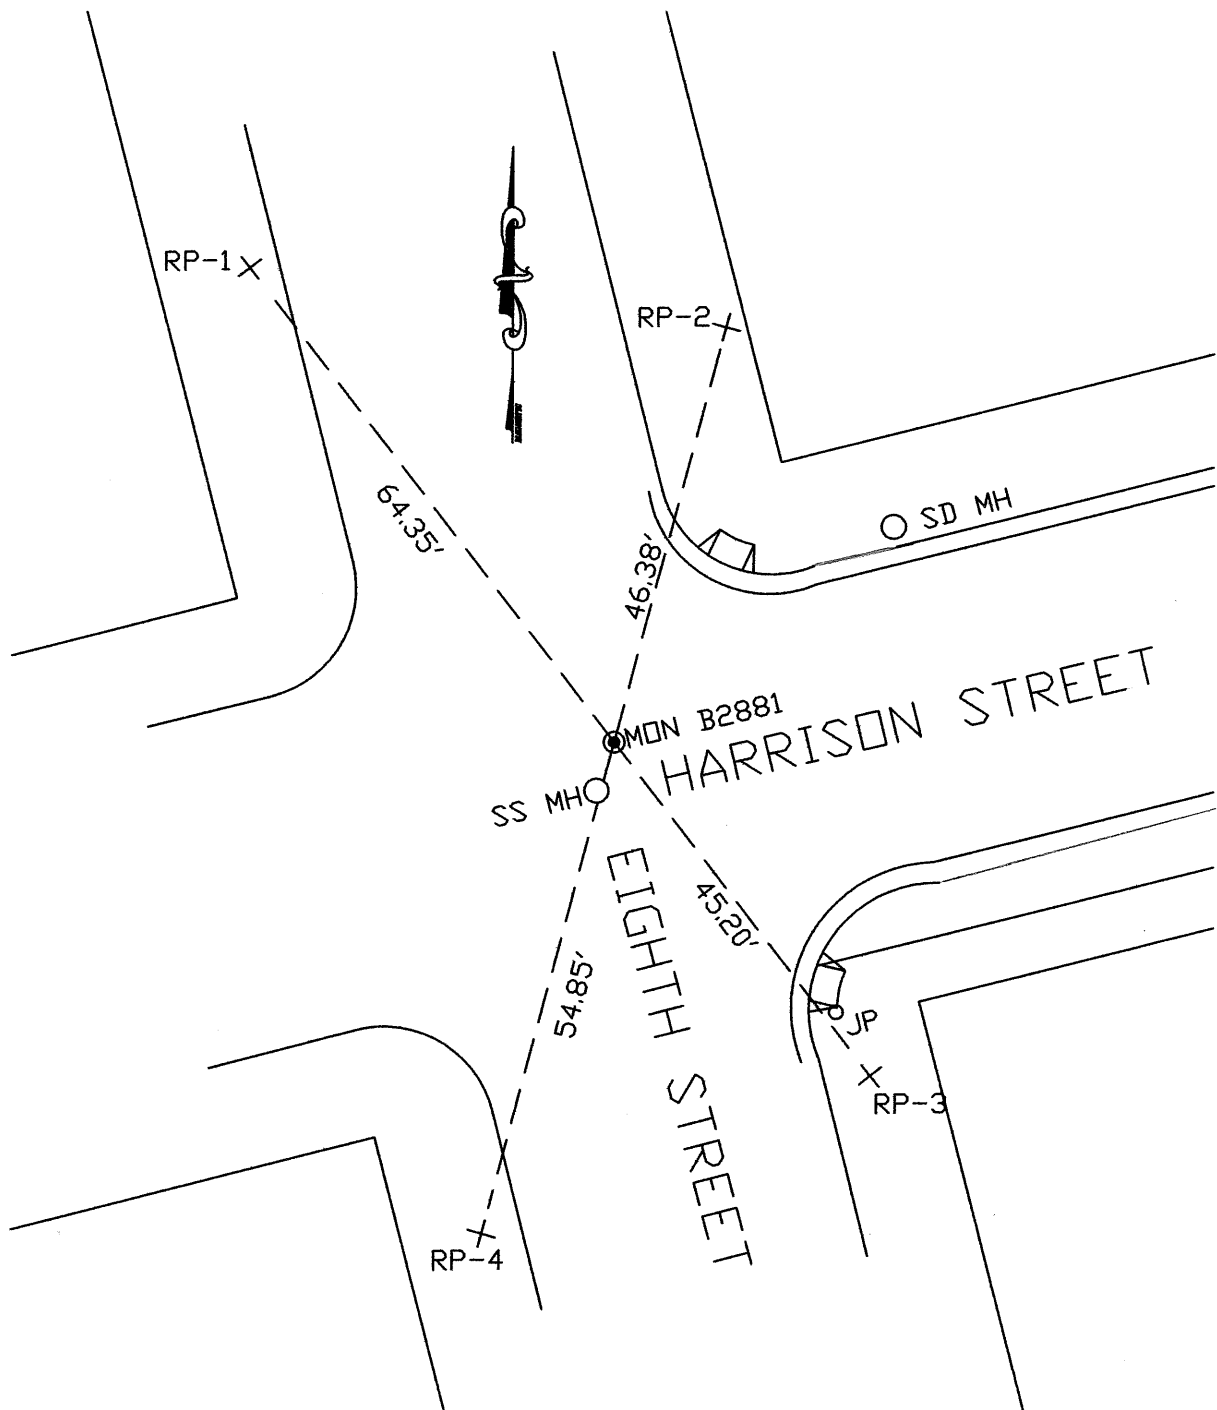 RP-1
RP-2
SD MH
64.35'
46.38'
MON B2881
HARRISON STREET
SS MH
EIGHTH STREET
45.20'
54.85'
JP
RP-3
RP-4